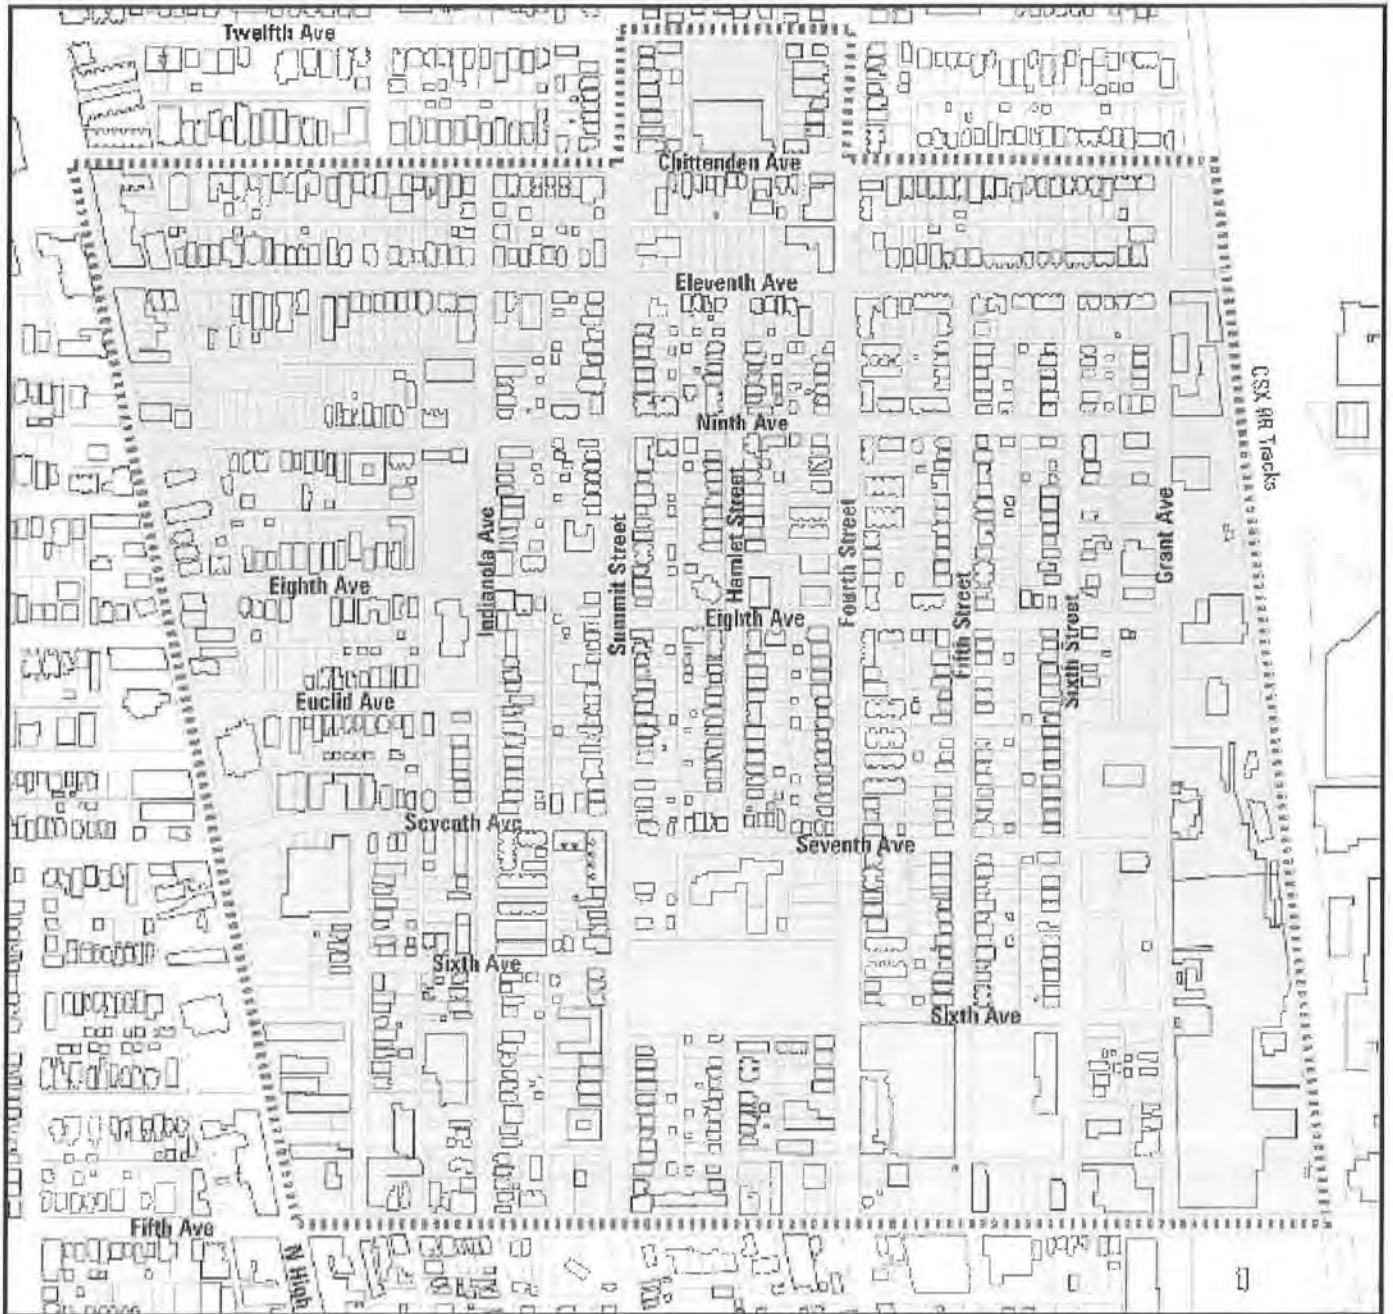 Twelfth Ave
Chittenden Ave
Eleventh Ave
CSX RR Tracks
Ninth Ave
Indianola Ave
Summit Street
Hamlet Street
Fourth Street
Grant Ave
Eighth Ave
Eighth Ave
Fifth Street
Sixth Street
Euclid Ave
Seventh Ave
Seventh Ave
Sixth Ave
Sixth Ave
Fifth Ave
N High